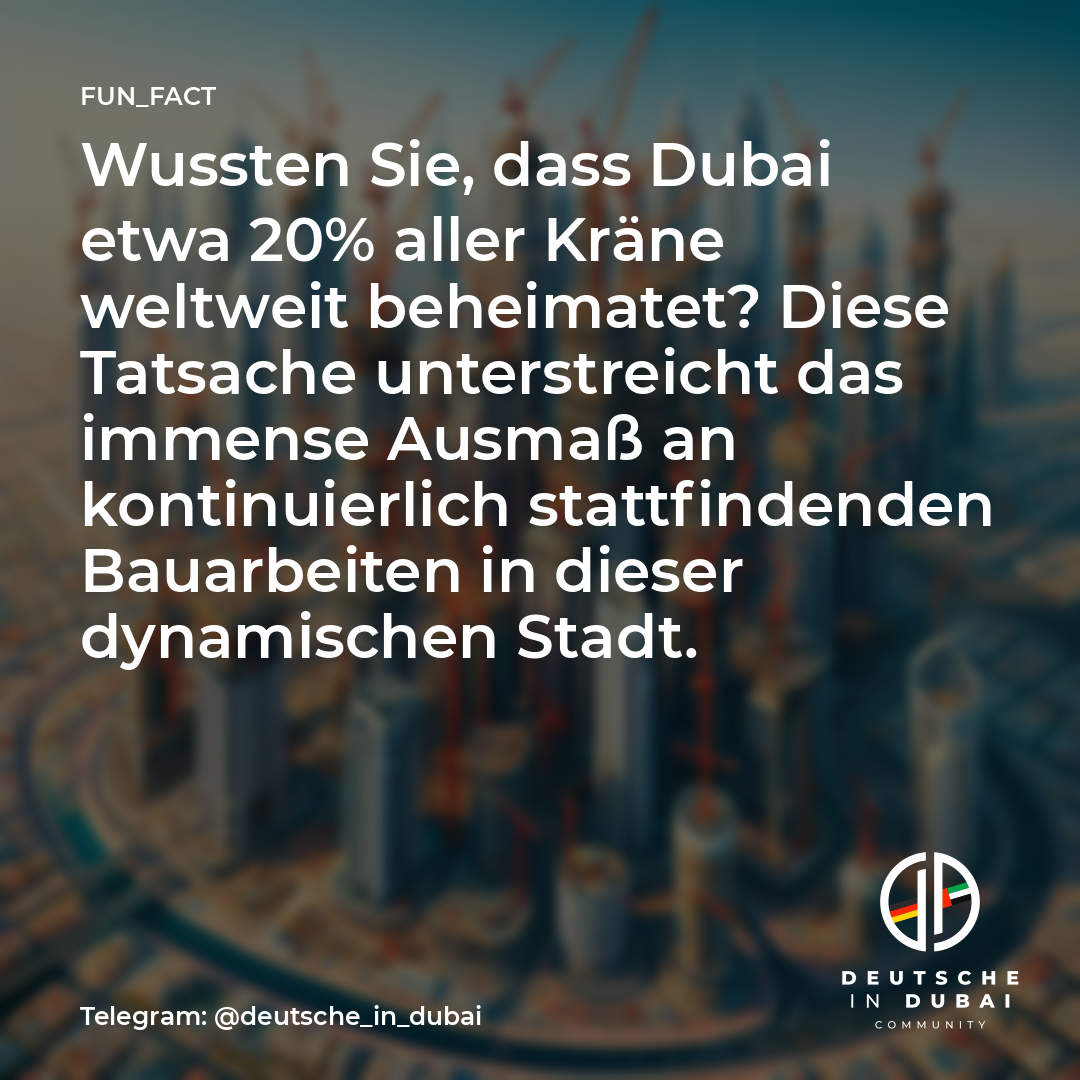 FUN_FACT
Wussten Sie, dass Dubai
etwa 20% aller Kräne
weltweit beheimatet? Diese
Tatsache unterstreicht das
immense Ausmaß an
kontinuierlich stattfindenden
Bauarbeiten in dieser
dynamischen Stadt.
DEUTSCHE
IN DUBAI
COMMUNITY
Telegram: @deutsche_in_dubai